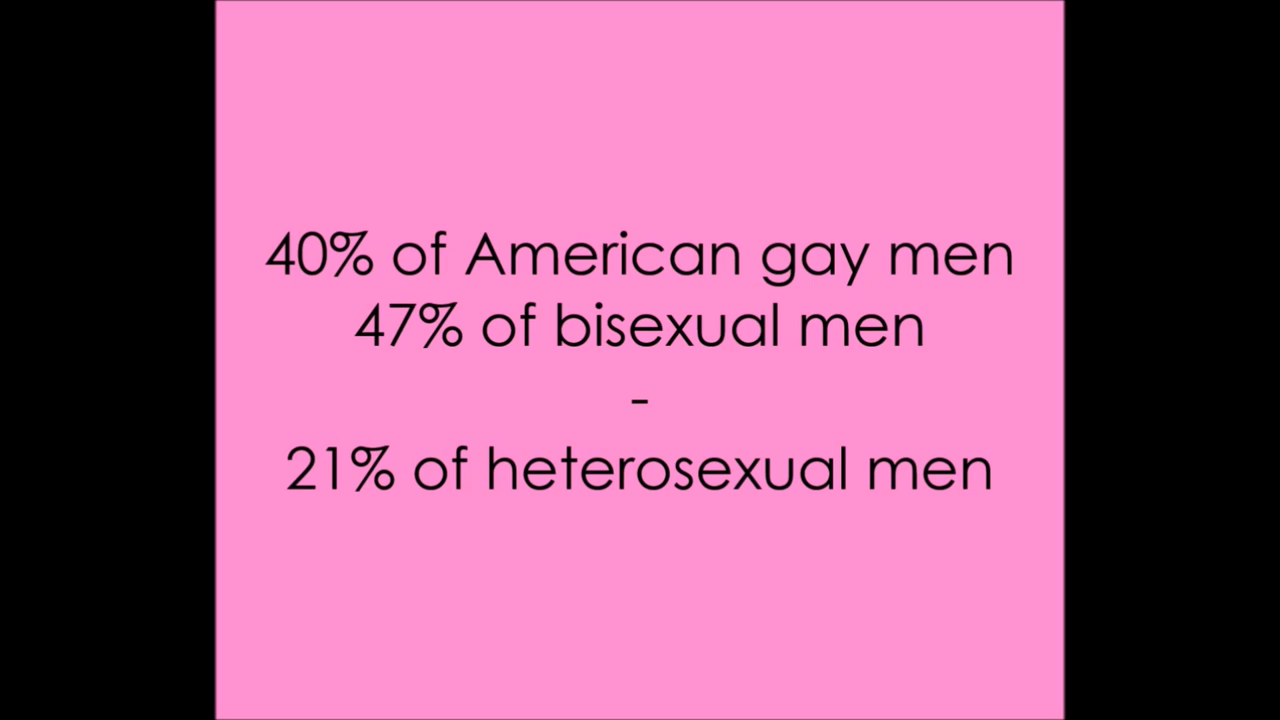 40% of American gay men
47% of bisexual men
-
21% of heterosexual men